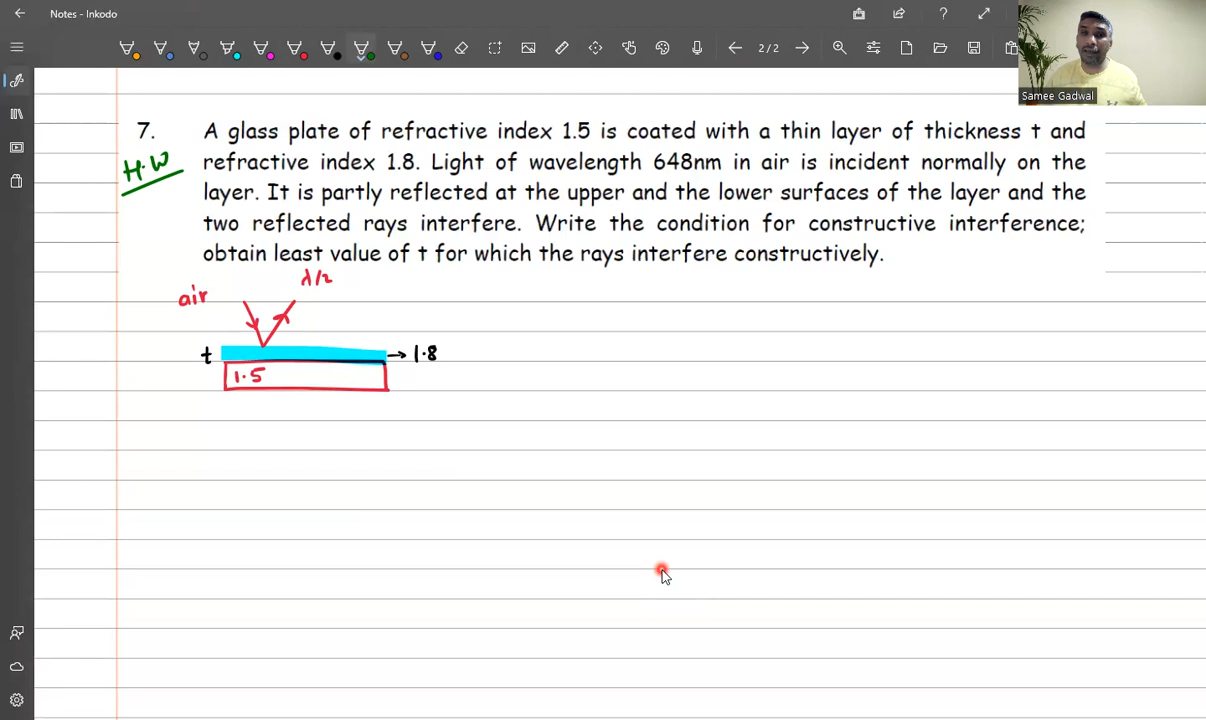 Notes - Inkodo
2/2
Samee Gadwal
7. A glass plate of refractive index 1.5 is coated with a thin layer of thickness t and
H.W refractive index 1.8. Light of wavelength 648nm in air is incident normally on the
layer. It is partly reflected at the upper and the lower surfaces of the layer and the
two reflected rays interfere. Write the condition for constructive interference;
obtain least value of t for which the rays interfere constructively.
air λ/2
t → 1.8
1.5